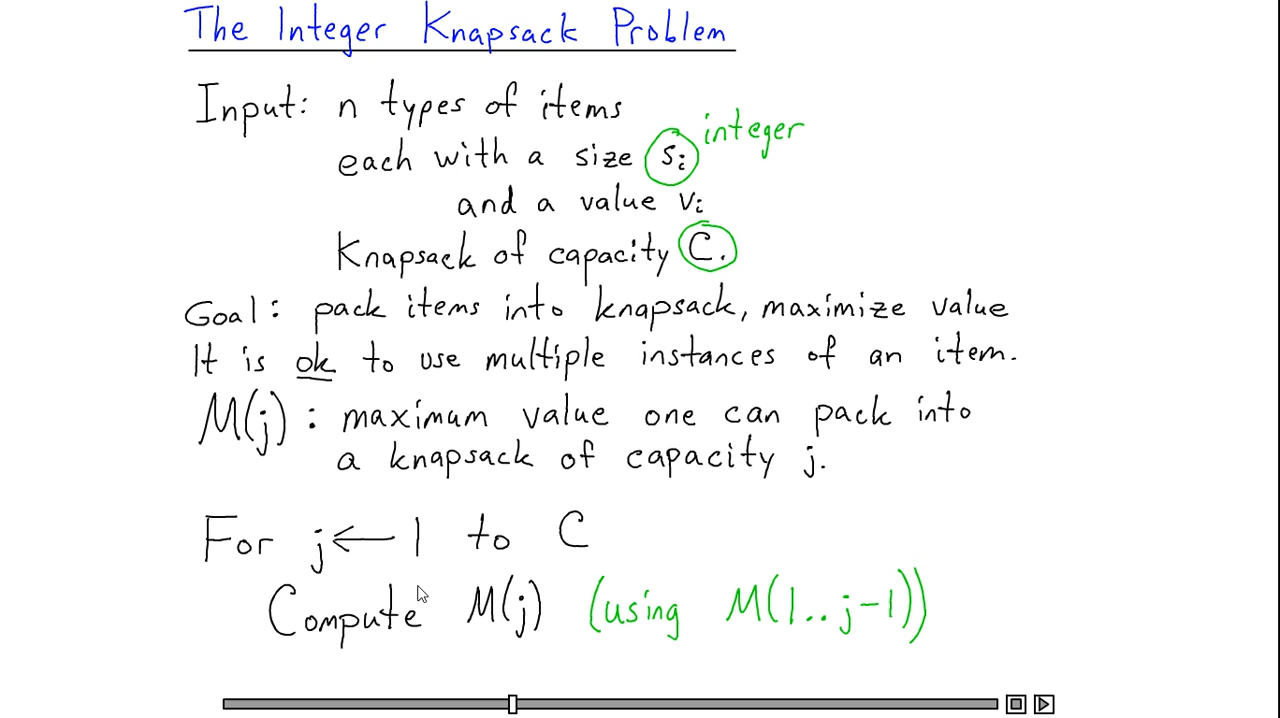 The Integer Knapsack Problem
Input: n types of items
integer
each with a size si
and a value vi
Knapsack of capacity C.
Goal: pack items into knapsack, maximize value
It is ok to use multiple instances of an item.
M(j): maximum value one can pack into
a knapsack of capacity j.
For j ← 1 to C
Compute M(j) (using M(1..j-1))